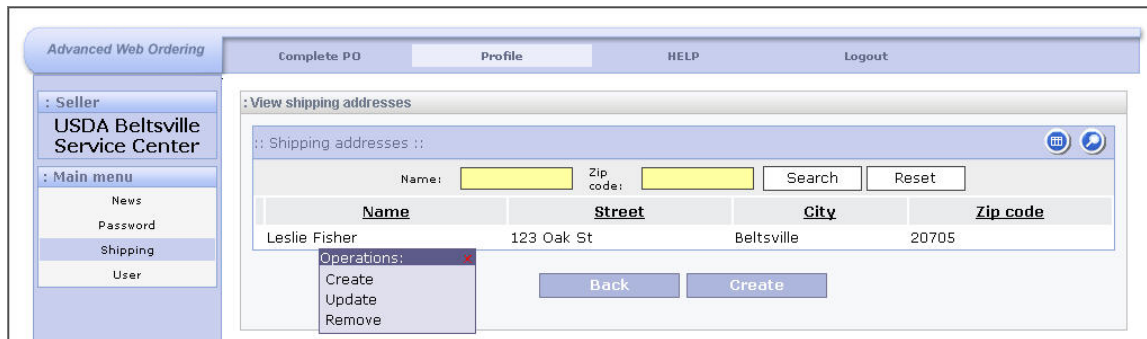 Advanced Web Ordering
Complete PO Profile HELP Logout
: Seller
USDA Beltsville
Service Center
: Main menu
News
Password
Shipping
User
: View shipping addresses
:: Shipping addresses ::
Name: Zip code: Search Reset
Name Street City Zip code
Leslie Fisher 123 Oak St Beltsville 20705
Operations: x
Create
Update
Remove
Back Create